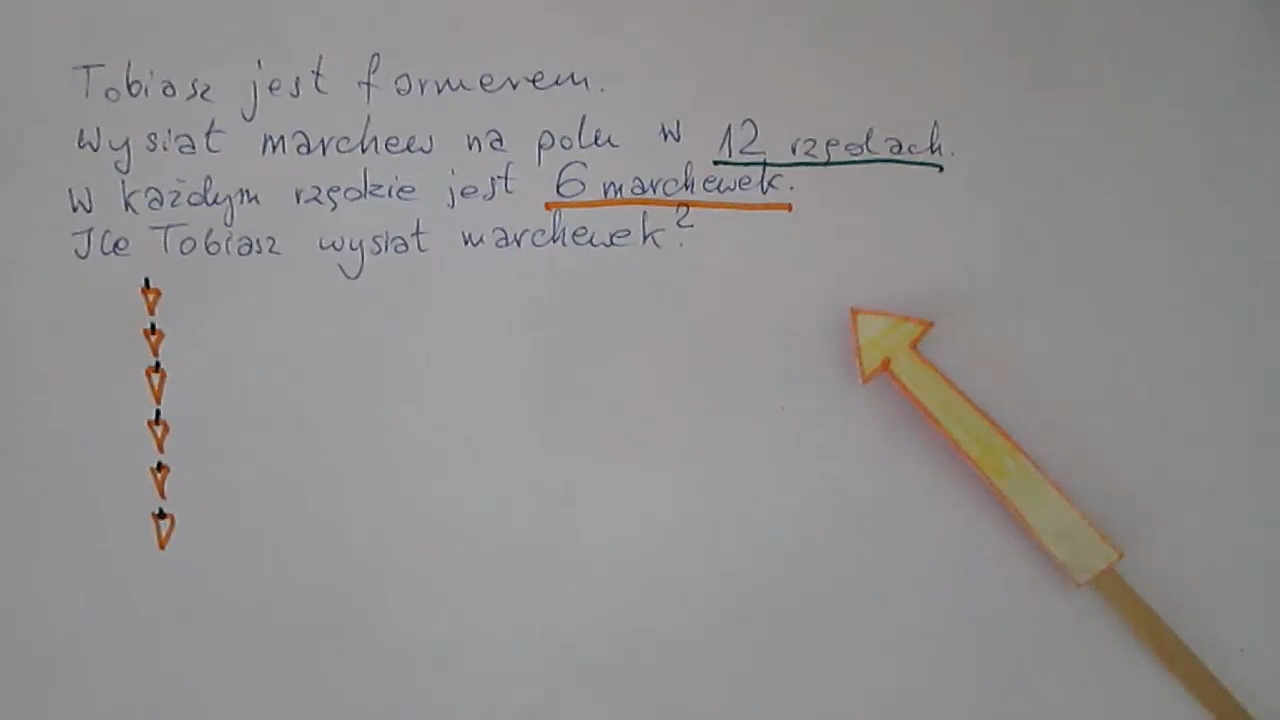 Tobiasz jest farmerem.
Wysiał marchew na polu w 12 rzędach.
W każdym rzędzie jest 6 marchewek.
Ile Tobiasz wysiał marchewek?